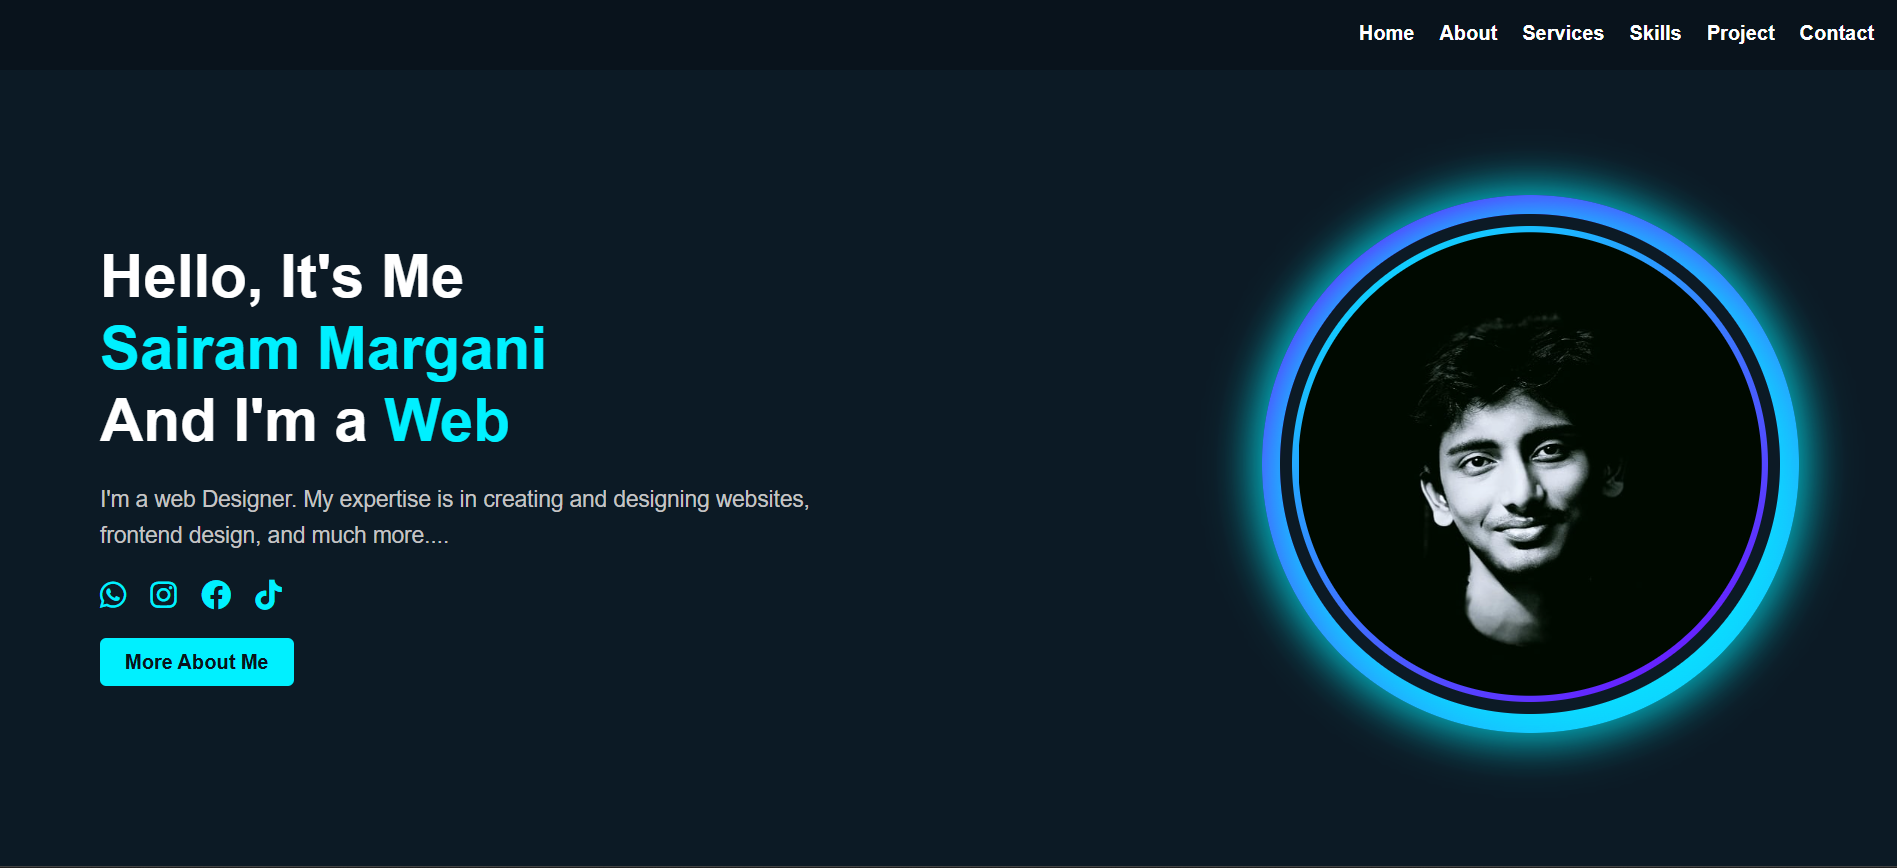 Home About Services Skills Project Contact
Hello, It's Me
Sairam Margani
And I'm a Web
I'm a web Designer. My expertise is in creating and designing websites,
frontend design, and much more....
More About Me